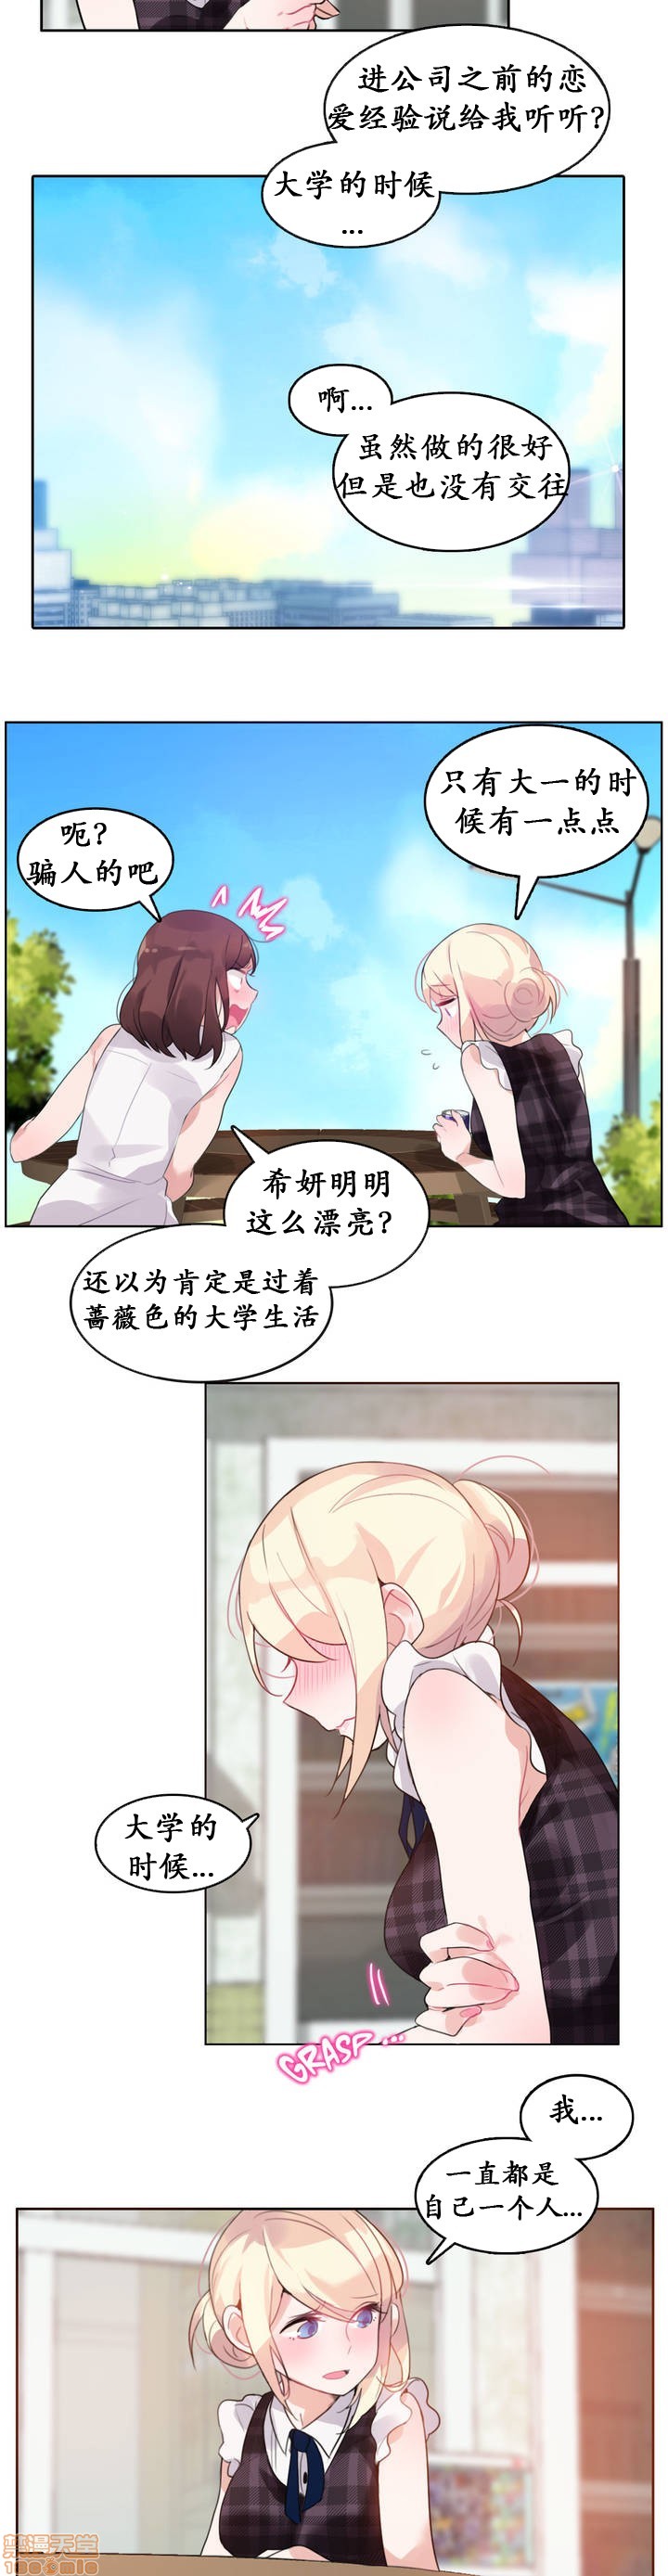 进公司之前的恋
爱经验说给我听听?
大学的时候
...
啊...
虽然做的很好
但是也没有交往
只有大一的时
候有一点点
呃?
骗人的吧
希妍明明
这么漂亮?
还以为肯定是过着
蔷薇色的大学生活
大学的
时候...
GRASP...
我...
一直都是
自己一个人...
禁漫天堂